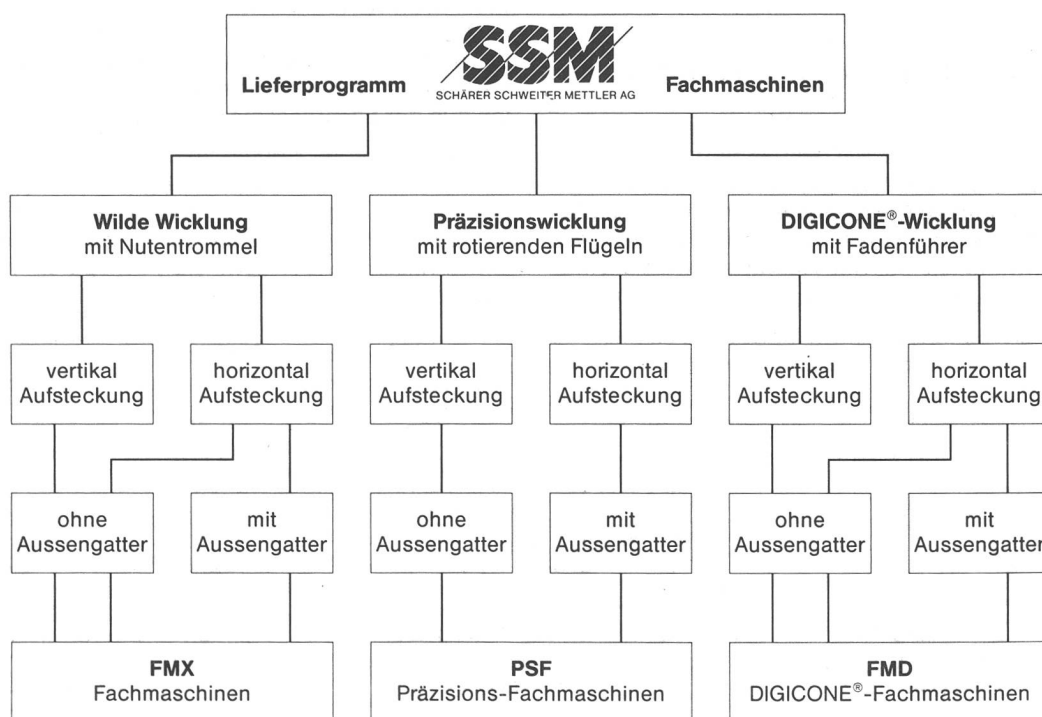 SSM
Lieferprogramm
SCHÄRER SCHWEITER METTLER AG
Fachmaschinen
Wilde Wicklung
mit Nutentrommel
Präzisionswicklung
mit rotierenden Flügeln
DIGICONE®-Wicklung
mit Fadenführer
vertikal
Aufsteckung
horizontal
Aufsteckung
vertikal
Aufsteckung
horizontal
Aufsteckung
vertikal
Aufsteckung
horizontal
Aufsteckung
ohne
Aussengatter
mit
Aussengatter
ohne
Aussengatter
mit
Aussengatter
ohne
Aussengatter
mit
Aussengatter
FMX
Fachmaschinen
PSF
Präzisions-Fachmaschinen
FMD
DIGICONE®-Fachmaschinen